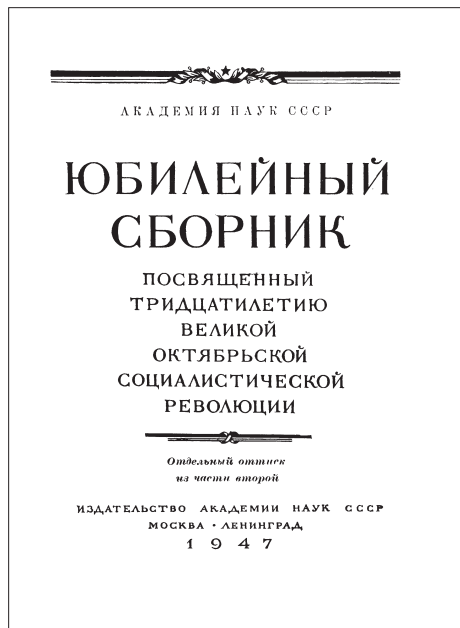 АКАДЕМИЯ НАУК СССР
ЮБИЛЕЙНЫЙ
СБОРНИК
ПОСВЯЩЕННЫЙ
ТРИДЦАТИЛЕТИЮ
ВЕЛИКОЙ
ОКТЯБРЬСКОЙ
СОЦИАЛИСТИЧЕСКОЙ
РЕВОЛЮЦИИ
Отдельный оттиск
из части второй
ИЗДАТЕЛЬСТВО АКАДЕМИИ НАУК СССР
МОСКВА · ЛЕНИНГРАД
1947